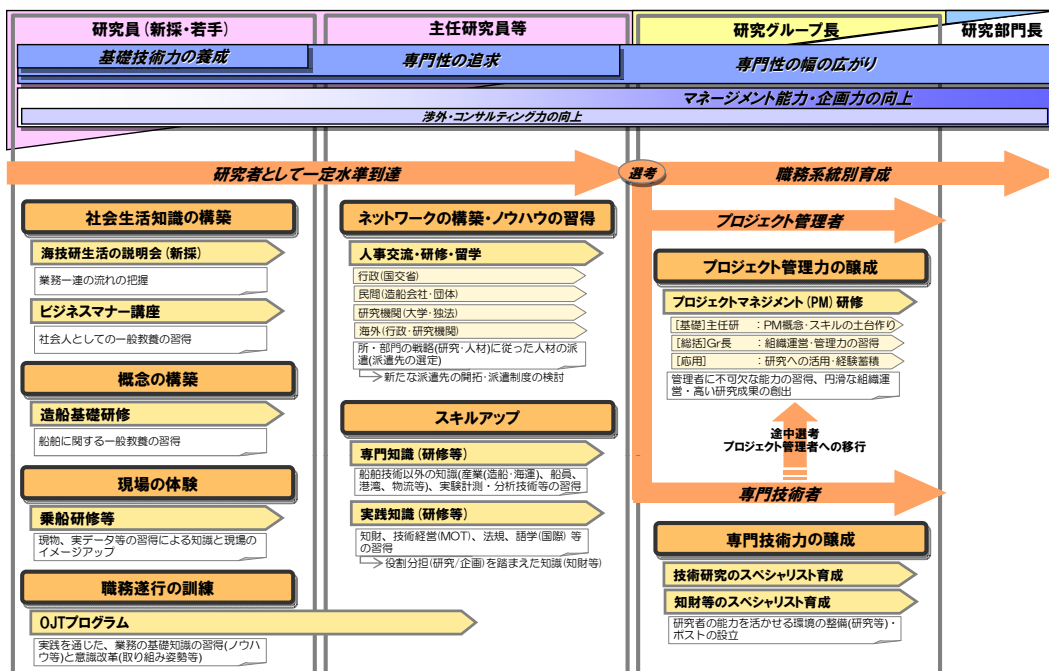 研究員(新採・若手)
主任研究員等
研究グループ長
研究部門長
基礎技術力の養成
専門性の追求
専門性の幅の広がり
マネージメント能力・企画力の向上
渉外・コンサルティング力の向上
研究者として一定水準到達
選考
職務系統別育成
社会生活知識の構築
海技研生活の説明会(新採)
業務一連の流れの把握
ビジネスマナー講座
社会人としての一般教養の習得
概念の構築
造船基礎研修
船舶に関する一般教養の習得
現場の体験
乗船研修等
現物、実データ等の習得による知識と現場の
イメージアップ
職務遂行の訓練
OJTプログラム
実践を通じた、業務の基礎知識の習得(ノウハ
ウ等)と意識改革(取り組み姿勢等)
ネットワークの構築・ノウハウの習得
人事交流・研修・留学
行政(国交省)
民間(造船会社・団体)
研究機関(大学・独法)
海外(行政・研究機関)
所・部門の戦略(研究・人材)に従った人材の派
遣(派遣先の選定)
新たな派遣先の開拓・派遣制度の検討
スキルアップ
専門知識(研修等)
船舶技術以外の知識(産業(造船・海運)、船員、
港湾、物流等)、実験計測・分析技術等の習得
実践知識(研修等)
知財、技術経営(MOT)、法規、語学(国際)等
の習得
役割分担(研究/企画)を踏まえた知識(知財等)
プロジェクト管理者
プロジェクト管理力の醸成
プロジェクトマネジメント(PM)研修
[基礎]主任研 :PM概念・スキルの土台作り
[総括]Gr長 :組織運営・管理力の習得
[応用] :研究への活用・経験蓄積
管理者に不可欠な能力の習得、円滑な組織運
営・高い研究成果の創出
途中選考
プロジェクト管理者への移行
専門技術者
専門技術力の醸成
技術研究のスペシャリスト育成
知財等のスペシャリスト育成
研究者の能力を活かせる環境の整備(研究等)・
ポストの設立